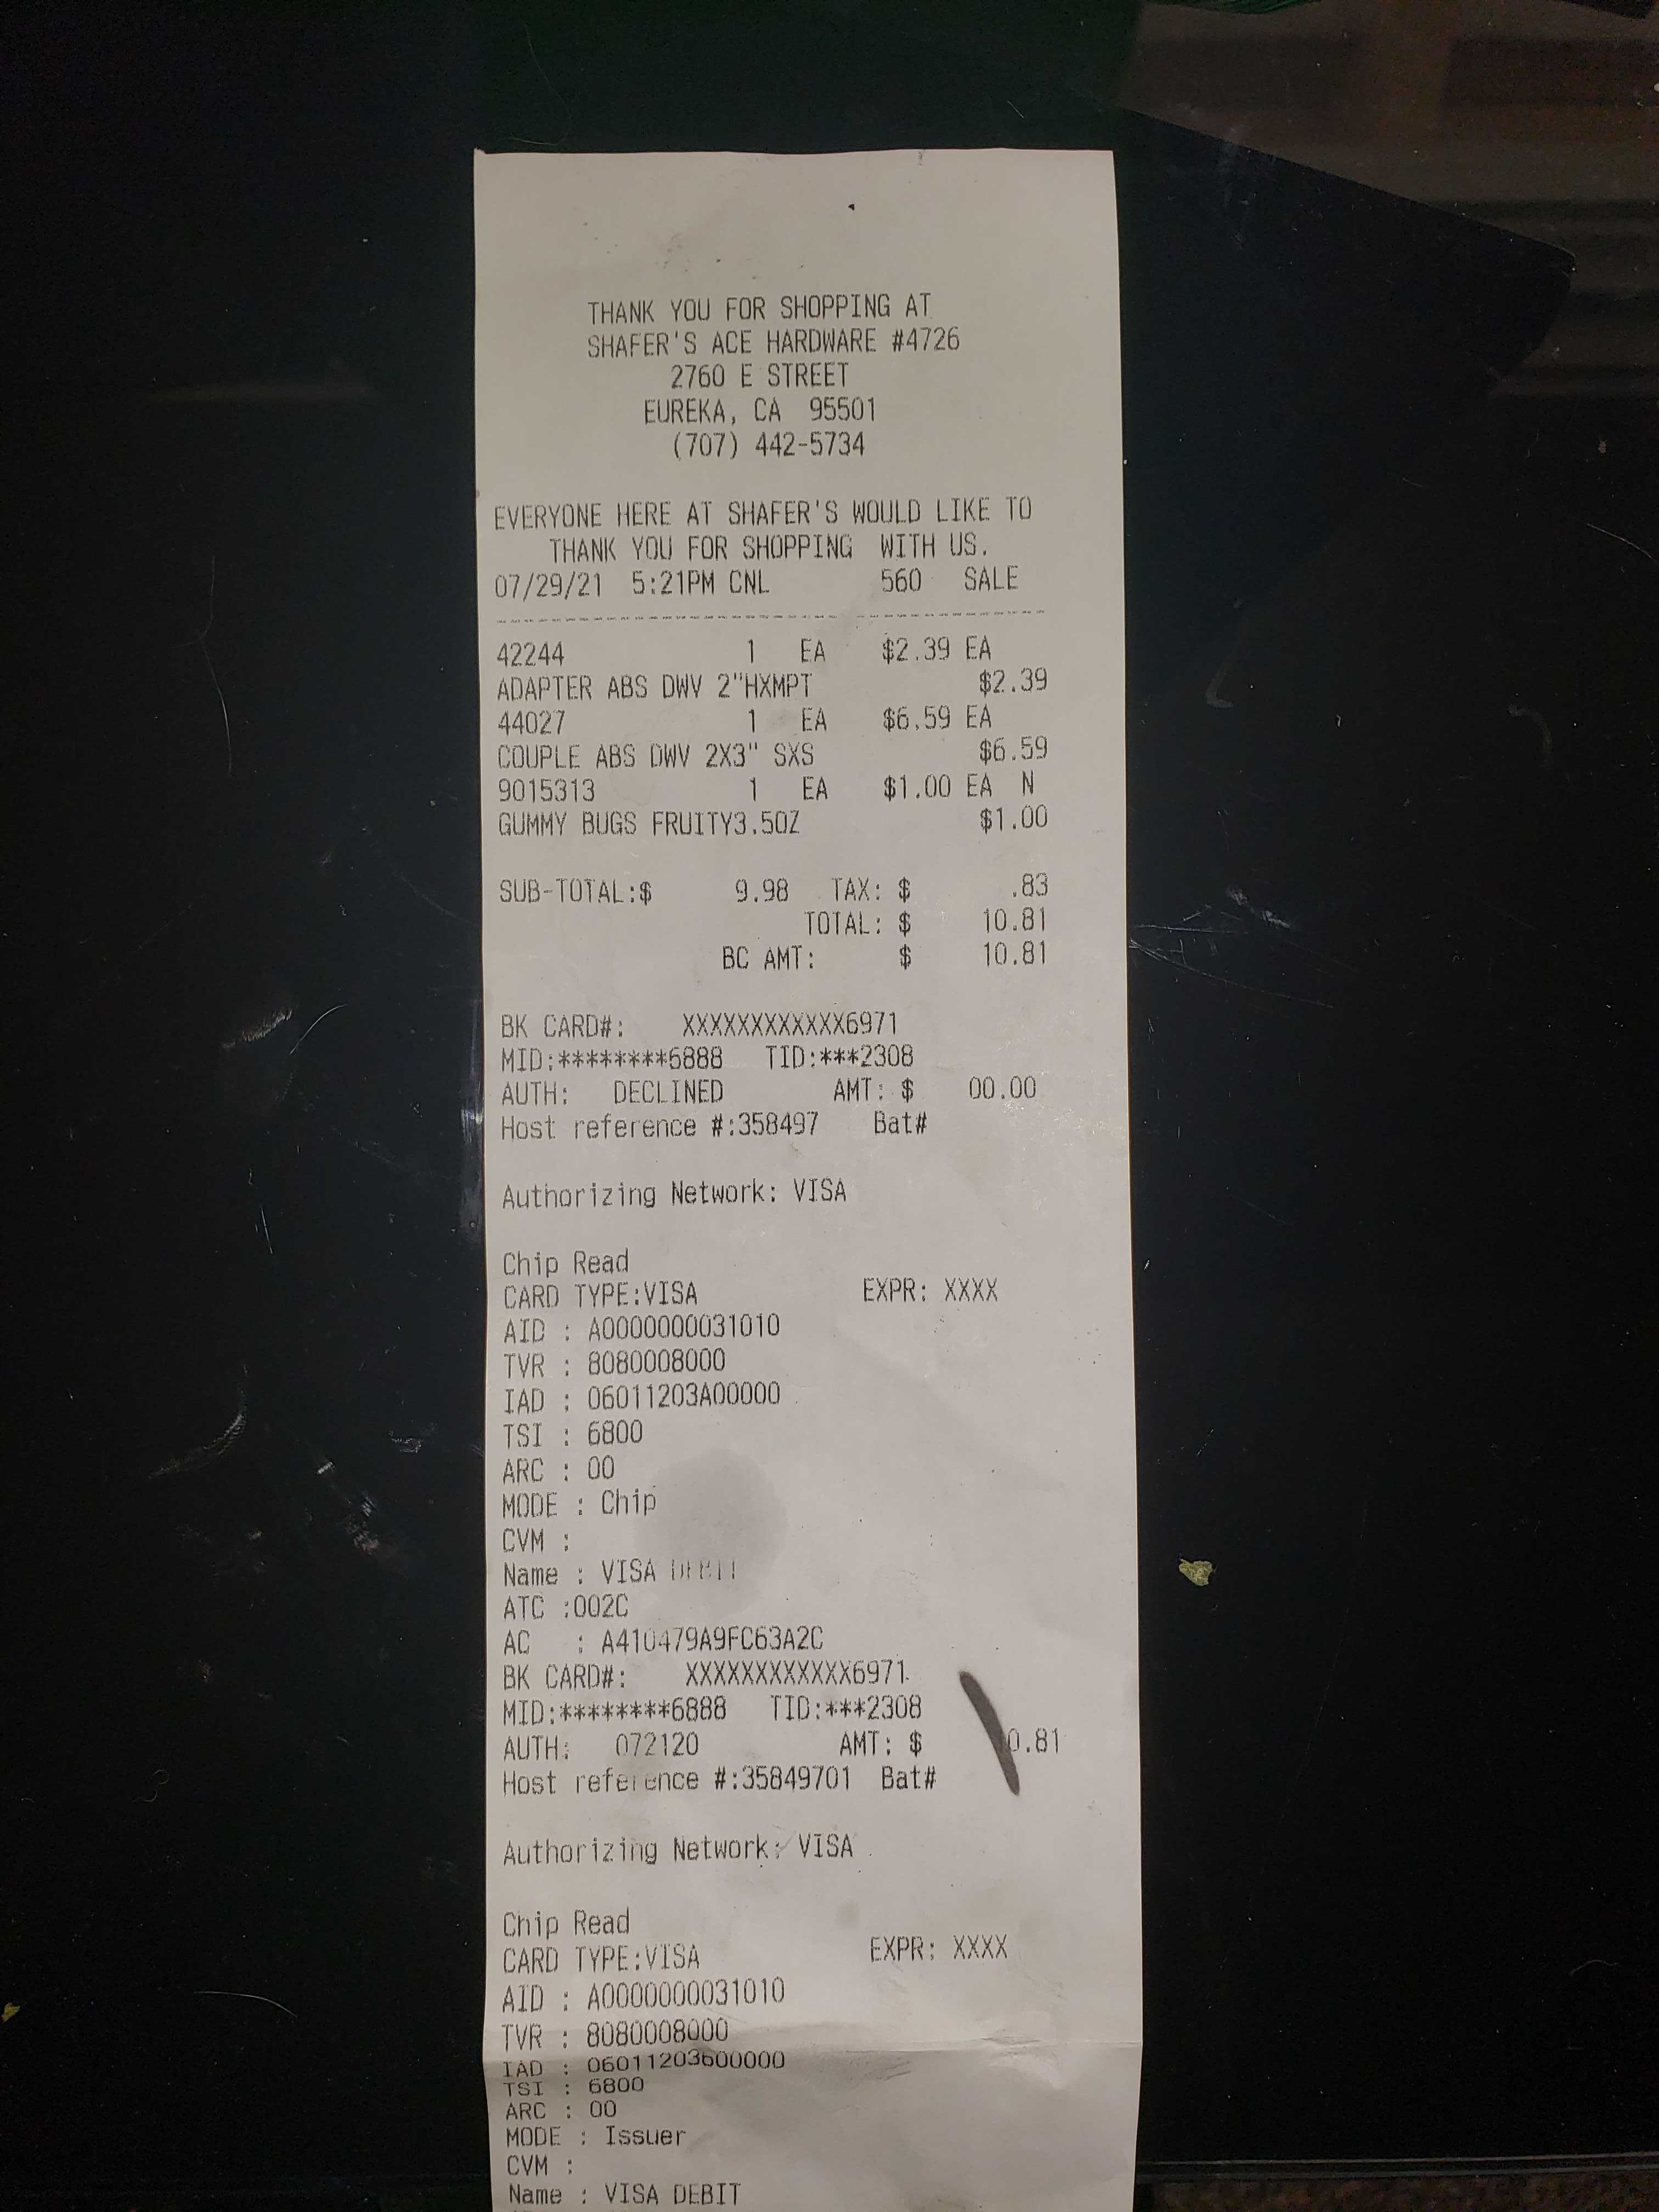 THANK YOU FOR SHOPPING AT
SHAFER'S ACE HARDWARE #4726
2760 E STREET
EUREKA, CA 95501
(707) 442-5734
EVERYONE HERE AT SHAFER'S WOULD LIKE TO
THANK YOU FOR SHOPPING WITH US.
07/29/21 5:21PM CNL 560 SALE
42244 1 EA $2.39 EA
ADAPTER ABS DWV 2"HXMPT $2.39
44027 1 EA $6.59 EA
COUPLE ABS DWV 2X3" SXS $6.59
9015313 1 EA $1.00 EA N
GUMMY BUGS FRUITY3.5OZ $1.00
SUB-TOTAL:$ 9.98 TAX: $ .83
TOTAL: $ 10.81
BC AMT: $ 10.81
BK CARD#: XXXXXXXXXXXX6971
MID:********6888 TID:***2308
AUTH: DECLINED AMT: $ 00.00
Host reference #:358497 Bat#
Authorizing Network: VISA
Chip Read
CARD TYPE:VISA EXPR: XXXX
AID : A0000000031010
TVR : 8080008000
IAD : 06011203A00000
TSI : 6800
ARC : 00
MODE : Chip
CVM :
Name : VISA DEBIT
ATC :002C
AC : A410479A9FC63A2C
BK CARD#: XXXXXXXXXXXX6971
MID:********6888 TID:***2308
AUTH: 072120 AMT: $ 0.81
Host reference #:35849701 Bat#
Authorizing Network: VISA
Chip Read
CARD TYPE:VISA EXPR: XXXX
AID : A0000000031010
TVR : 8080008000
IAD : 06011203600000
TSI : 6800
ARC : 00
MODE : Issuer
CVM :
Name : VISA DEBIT